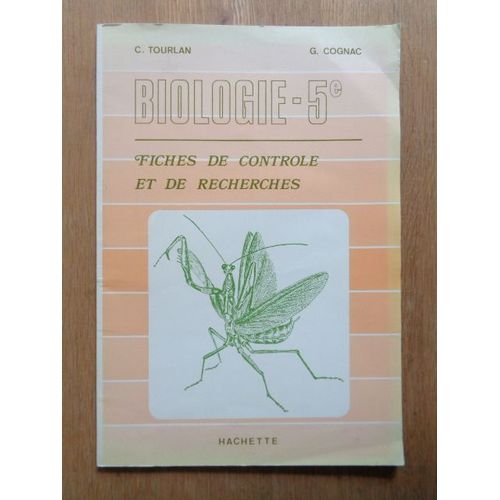 C. TOURLAN G. COGNAC
BIOLOGIE-5e
FICHES DE CONTROLE
ET DE RECHERCHES
HACHETTE